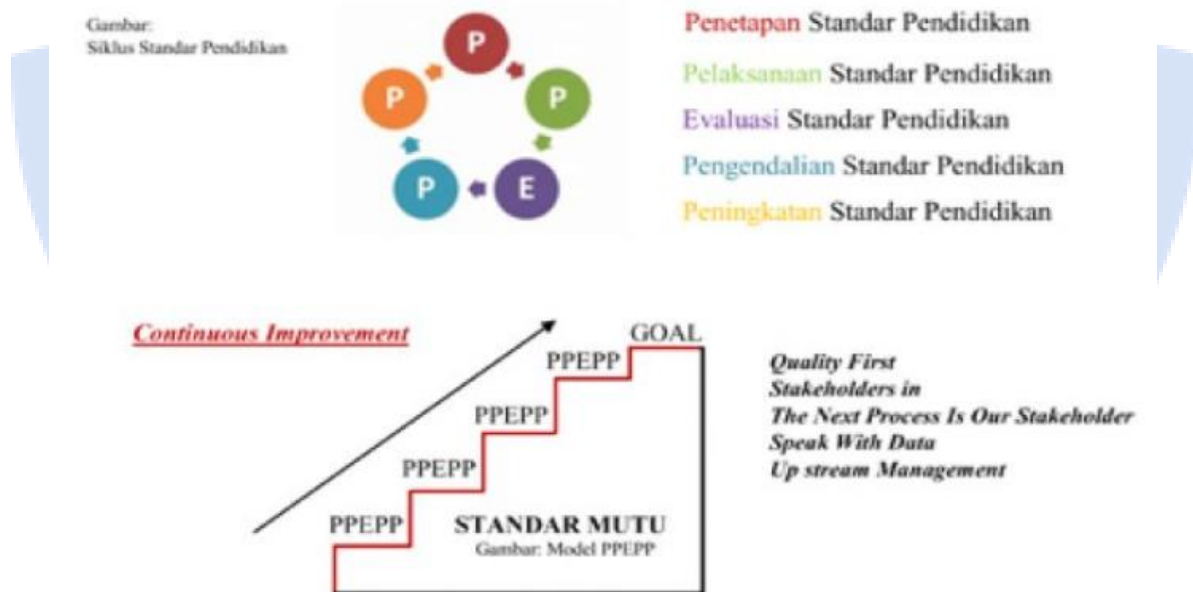 Gambar:
Siklus Standar Pendidikan
P
P
E
P
P
Penetapan Standar Pendidikan
Pelaksanaan Standar Pendidikan
Evaluasi Standar Pendidikan
Pengendalian Standar Pendidikan
Peningkatan Standar Pendidikan
Continuous Improvement
GOAL
PPEPP
PPEPP
PPEPP
PPEPP
STANDAR MUTU
Gambar: Model PPEPP
Quality First
Stakeholders in
The Next Process Is Our Stakeholder
Speak With Data
Up stream Management